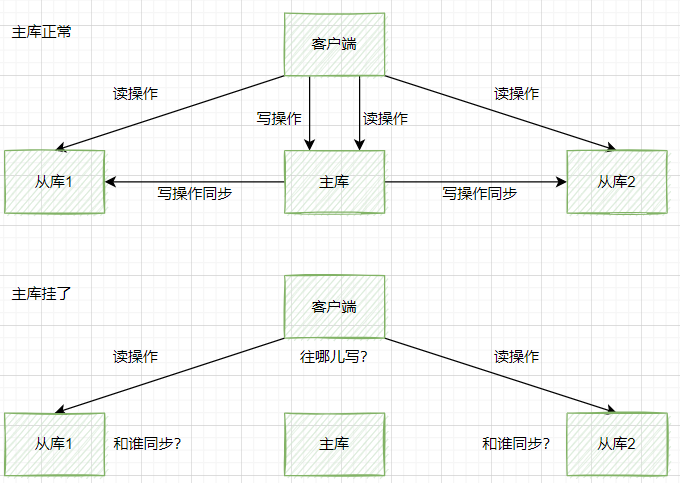 主库正常
客户端
读操作
读操作
写操作
读操作
从库1
主库
从库2
写操作同步
写操作同步
主库挂了
客户端
读操作
往哪儿写?
读操作
从库1
和谁同步?
主库
和谁同步?
从库2